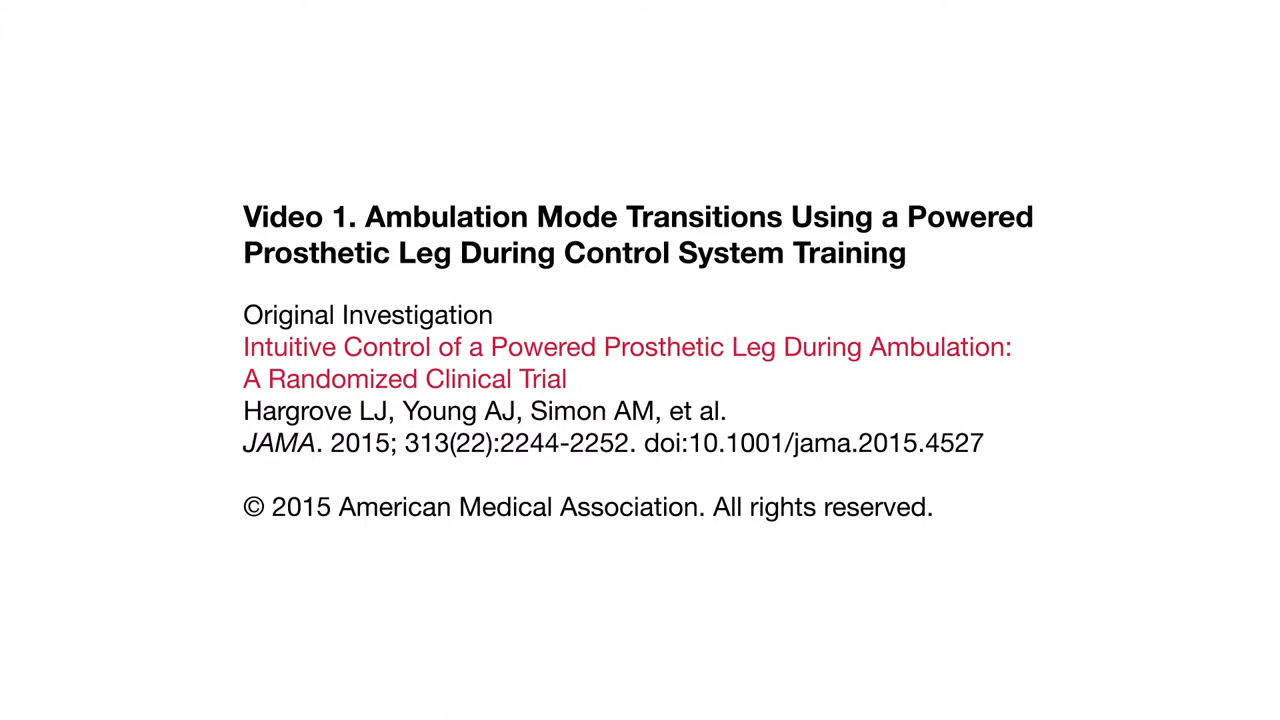 Video 1. Ambulation Mode Transitions Using a Powered
Prosthetic Leg During Control System Training
Original Investigation
Intuitive Control of a Powered Prosthetic Leg During Ambulation:
A Randomized Clinical Trial
Hargrove LJ, Young AJ, Simon AM, et al.
JAMA. 2015; 313(22):2244-2252. doi:10.1001/jama.2015.4527
© 2015 American Medical Association. All rights reserved.